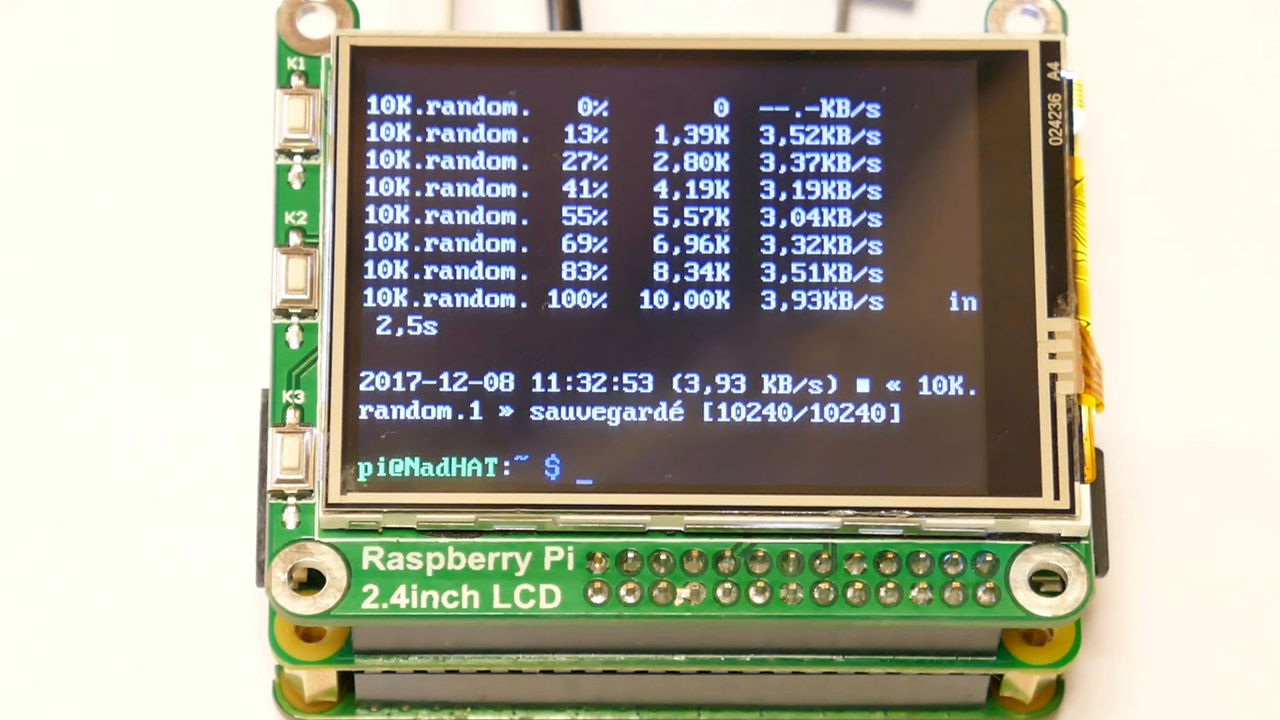 K1
K2
K3
024236 A4
10K.random. 0% 0 --.-KB/s
10K.random. 13% 1,39K 3,52KB/s
10K.random. 27% 2,80K 3,37KB/s
10K.random. 41% 4,19K 3,19KB/s
10K.random. 55% 5,57K 3,04KB/s
10K.random. 69% 6,96K 3,32KB/s
10K.random. 83% 8,34K 3,51KB/s
10K.random. 100% 10,00K 3,93KB/s in
2,5s
2017-12-08 11:32:53 (3,93 KB/s) ■ « 10K.
random.1 » sauvegardé [10240/10240]
pi@NadHAT:~ $ _
Raspberry Pi
2.4inch LCD